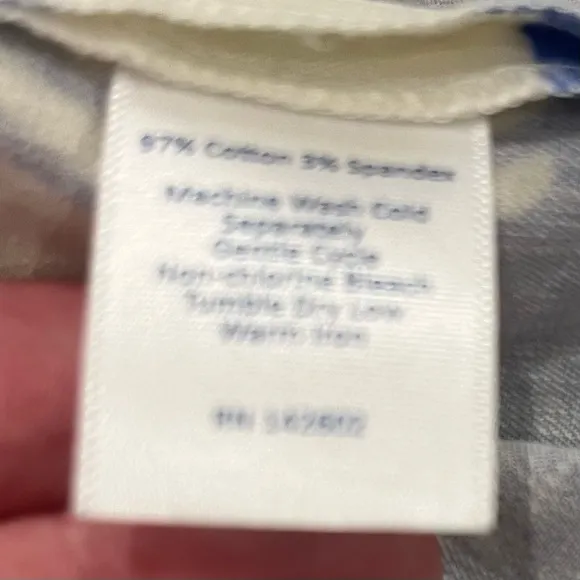 97% Cotton 3% Spandex
Machine Wash Cold
Separately
Gentle Cycle
Non-chlorine Bleach
Tumble Dry Low
Warm Iron
RN